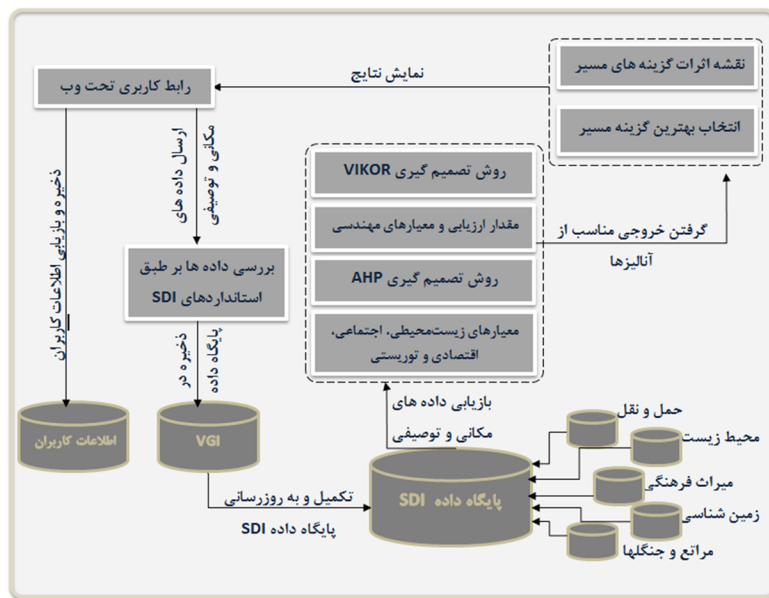 نقشه اثرات گزینه های مسیر
انتخاب بهترین گزینه مسیر
نمایش نتایج
رابط کاربری تحت وب
ذخیره و بازیابی اطلاعات کاربران
ارسال داده های
مکانی و توصیفی
روش تصمیم گیری VIKOR
مقدار ارزیابی و معیارهای مهندسی
روش تصمیم گیری AHP
معیارهای زیست‌محیطی، اجتماعی،
اقتصادی و توریستی
گرفتن خروجی مناسب از
آنالیزها
بررسی داده ها بر طبق
استانداردهای SDI
ذخیره در
پایگاه داده
بازیابی داده های
مکانی و توصیفی
اطلاعات کاربران
VGI
تکمیل و به روزرسانی
پایگاه داده SDI
پایگاه داده SDI
حمل و نقل
محیط زیست
میراث فرهنگی
زمین شناسی
مراتع و جنگلها